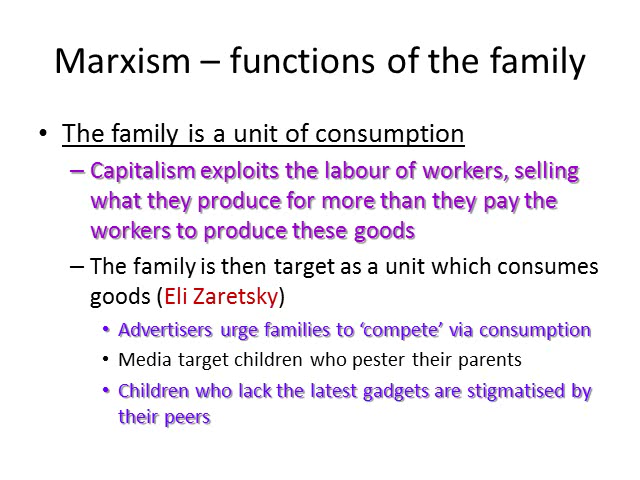 Marxism – functions of the family
• The family is a unit of consumption
– Capitalism exploits the labour of workers, selling
what they produce for more than they pay the
workers to produce these goods
– The family is then target as a unit which consumes
goods (Eli Zaretsky)
• Advertisers urge families to ‘compete’ via consumption
• Media target children who pester their parents
• Children who lack the latest gadgets are stigmatised by
their peers